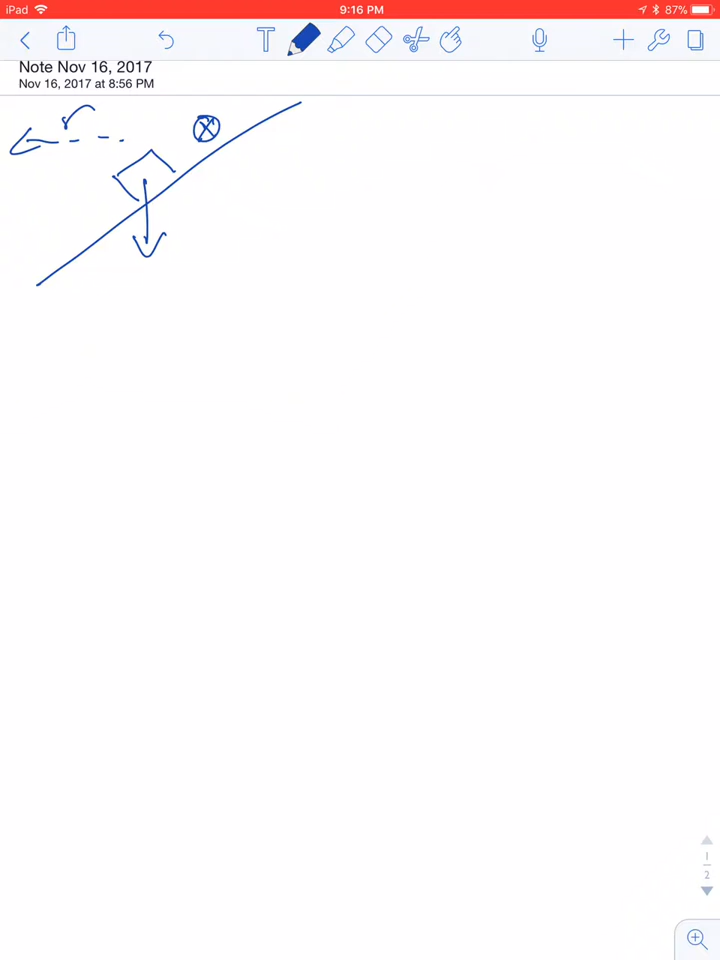 iPad 9:16 PM 87%
T
Note Nov 16, 2017
Nov 16, 2017 at 8:56 PM
r
1
2